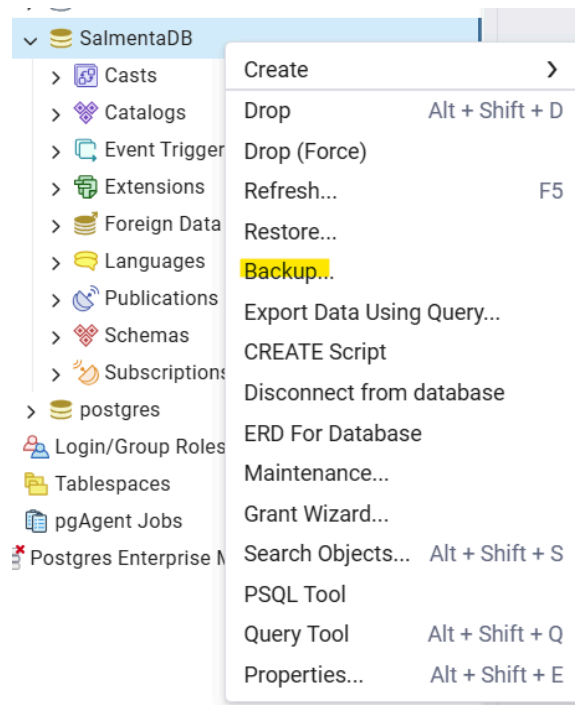 SalmentaDB
Casts
Catalogs
Event Trigger
Extensions
Foreign Data
Languages
Publications
Schemas
Subscriptions
postgres
Login/Group Roles
Tablespaces
pgAgent Jobs
Postgres Enterprise
Create
Drop Alt + Shift + D
Drop (Force)
Refresh... F5
Restore...
Backup...
Export Data Using Query...
CREATE Script
Disconnect from database
ERD For Database
Maintenance...
Grant Wizard...
Search Objects... Alt + Shift + S
PSQL Tool
Query Tool Alt + Shift + Q
Properties... Alt + Shift + E